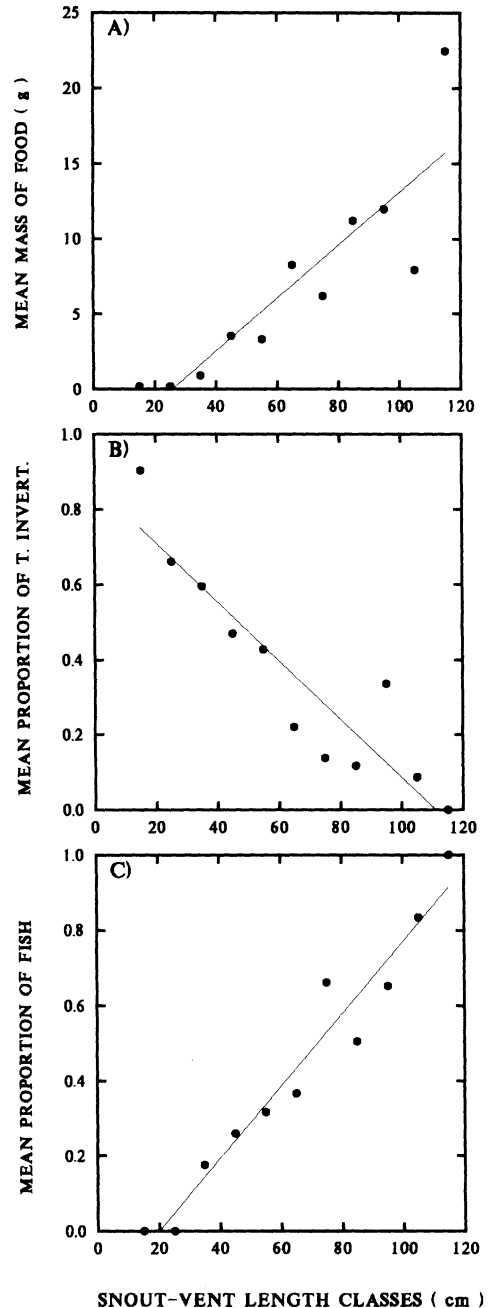 A)
MEAN MASS OF FOOD ( g )
25
20
15
10
5
0
0 20 40 60 80 100 120
B)
MEAN PROPORTION OF T. INVERT.
1.0
0.8
0.6
0.4
0.2
0.0
0 20 40 60 80 100 120
C)
MEAN PROPORTION OF FISH
1.0
0.8
0.6
0.4
0.2
0.0
0 20 40 60 80 100 120
SNOUT-VENT LENGTH CLASSES ( cm )